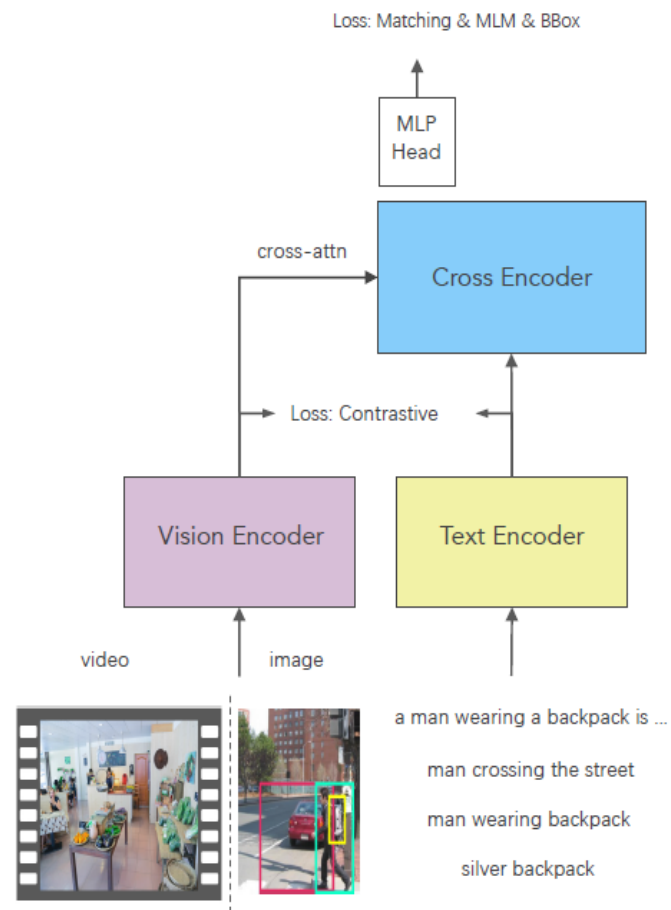 Loss: Matching & MLM & BBox
MLP
Head
cross-attn
Cross Encoder
Loss: Contrastive
Vision Encoder
Text Encoder
video
image
a man wearing a backpack is ...
man crossing the street
man wearing backpack
silver backpack